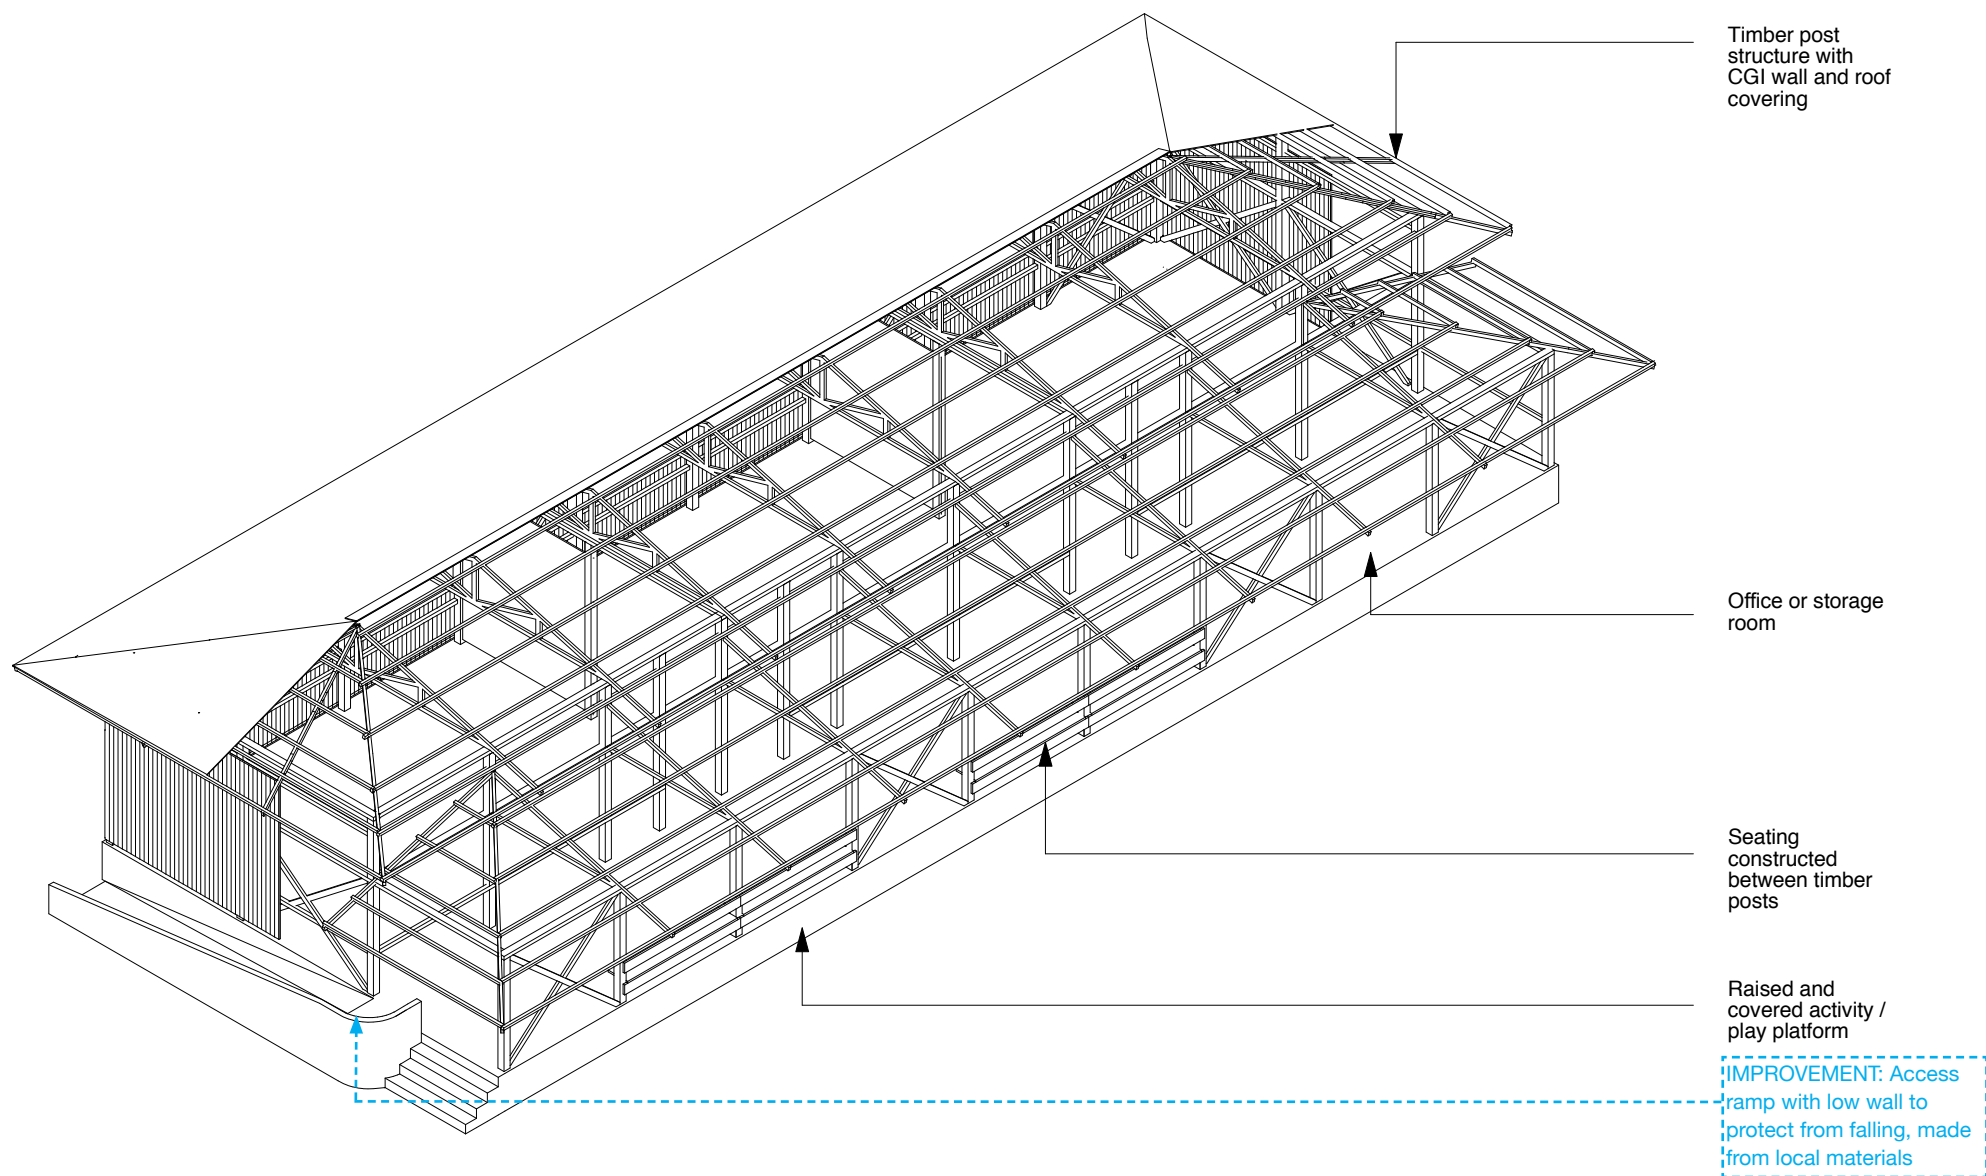 Timber post
structure with
CGI wall and roof
covering
Office or storage
room
Seating
constructed
between timber
posts
Raised and
covered activity /
play platform
IMPROVEMENT: Access
ramp with low wall to
protect from falling, made
from local materials